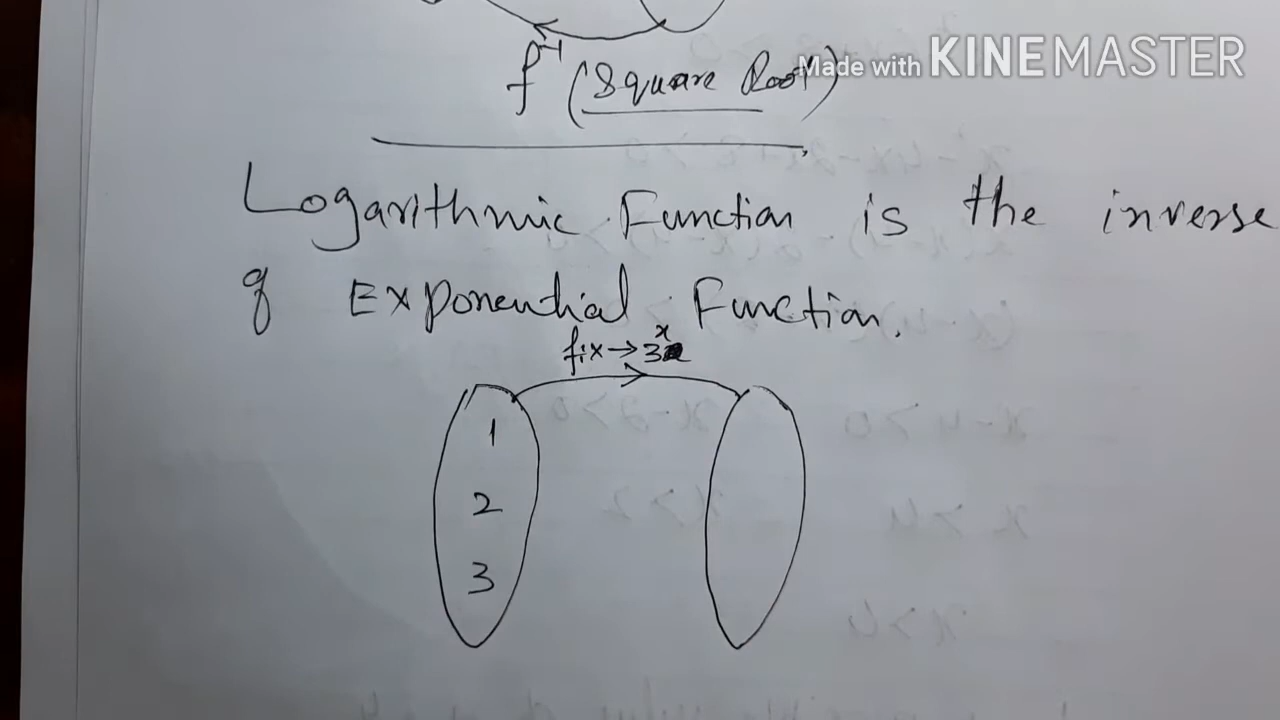 Made with KINEMASTER
f⁻¹ (Square Root)
Logarithmic Function is the inverse
of Exponential Function.
f:x→3ˣ
1
2
3